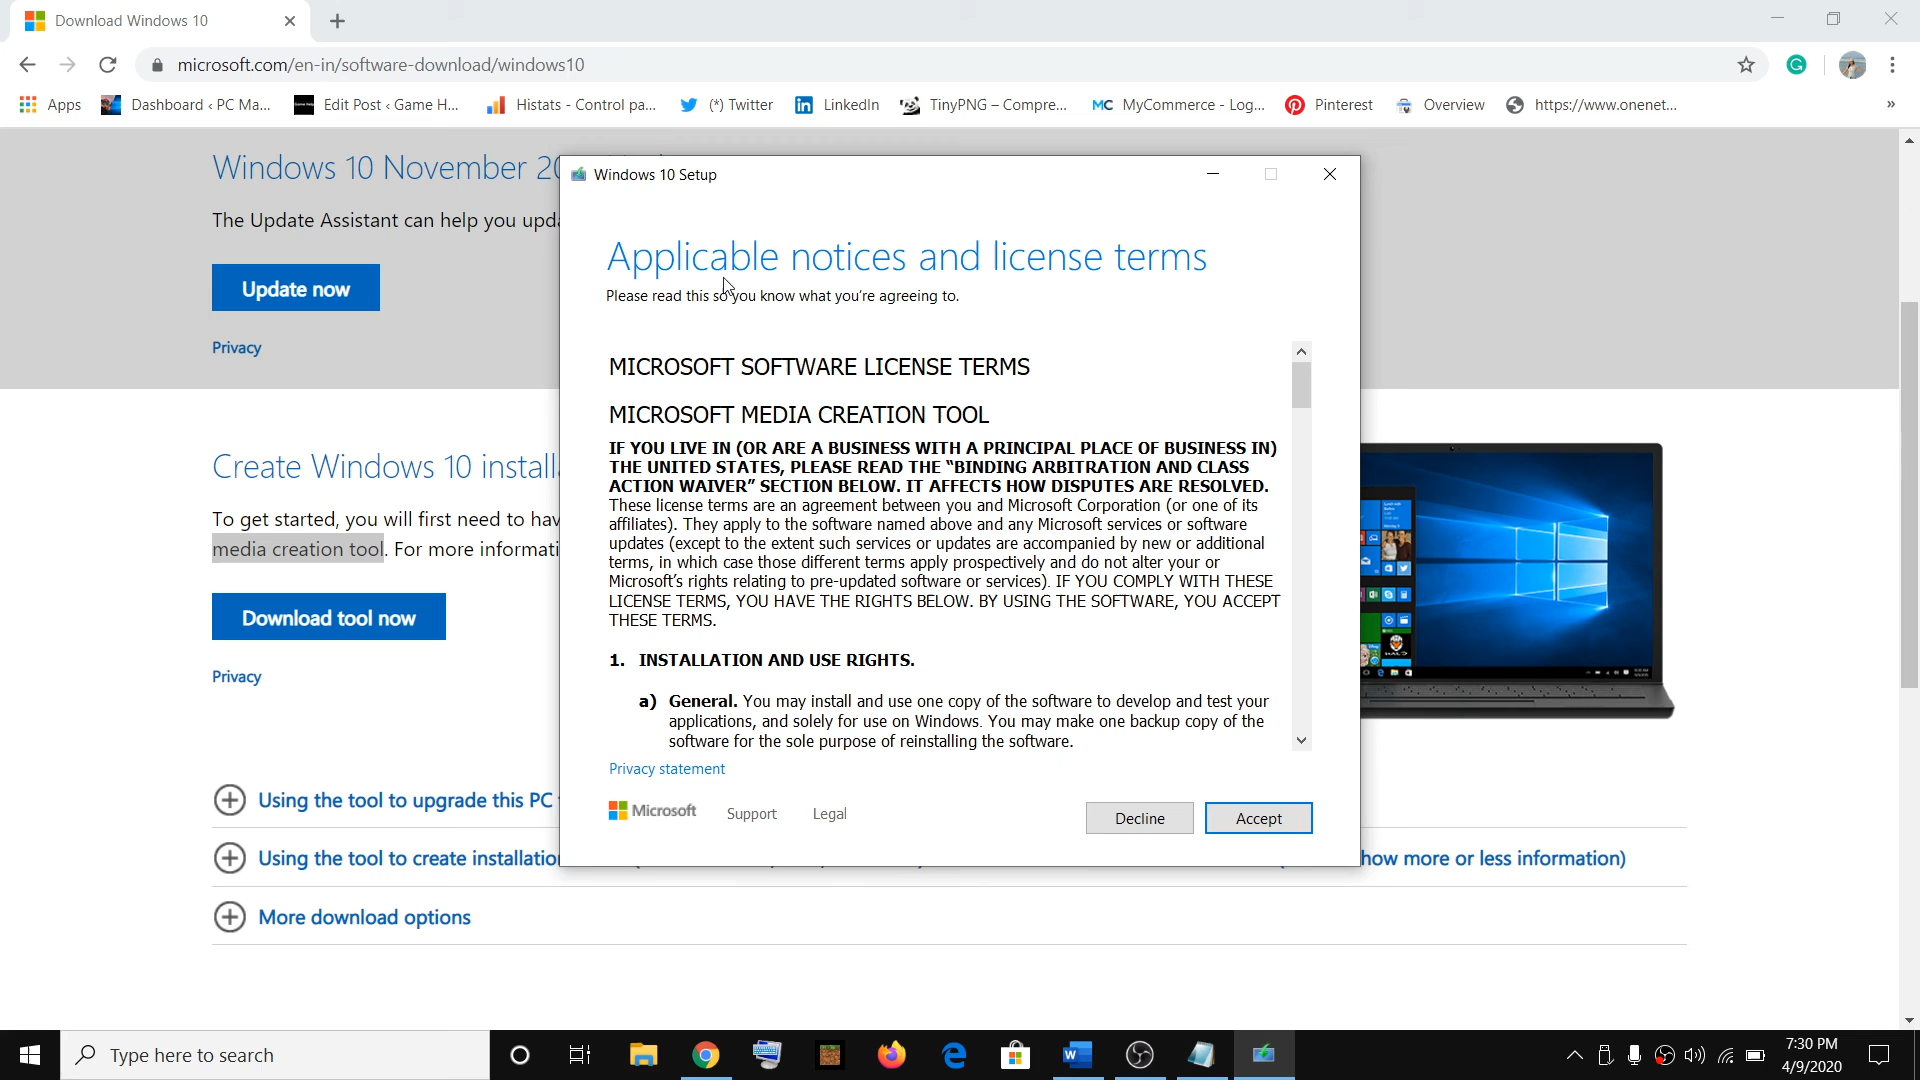 Download Windows 10
microsoft.com/en-in/software-download/windows10
Apps Dashboard ‹ PC Ma... Edit Post ‹ Game H... Histats - Control pa... (*) Twitter LinkedIn TinyPNG – Compre... MyCommerce - Log... Pinterest Overview https://www.onenet... »
Windows 10 November 20
The Update Assistant can help you upda
Update now
Privacy
Create Windows 10 installa
To get started, you will first need to hav
media creation tool. For more informati
Download tool now
Privacy
Using the tool to upgrade this PC
Using the tool to create installation
how more or less information)
More download options
Windows 10 Setup
Applicable notices and license terms
Please read this so you know what you're agreeing to.
MICROSOFT SOFTWARE LICENSE TERMS
MICROSOFT MEDIA CREATION TOOL
IF YOU LIVE IN (OR ARE A BUSINESS WITH A PRINCIPAL PLACE OF BUSINESS IN)
THE UNITED STATES, PLEASE READ THE “BINDING ARBITRATION AND CLASS
ACTION WAIVER” SECTION BELOW. IT AFFECTS HOW DISPUTES ARE RESOLVED.
These license terms are an agreement between you and Microsoft Corporation (or one of its
affiliates). They apply to the software named above and any Microsoft services or software
updates (except to the extent such services or updates are accompanied by new or additional
terms, in which case those different terms apply prospectively and do not alter your or
Microsoft’s rights relating to pre-updated software or services). IF YOU COMPLY WITH THESE
LICENSE TERMS, YOU HAVE THE RIGHTS BELOW. BY USING THE SOFTWARE, YOU ACCEPT
THESE TERMS.
1. INSTALLATION AND USE RIGHTS.
a) General. You may install and use one copy of the software to develop and test your
applications, and solely for use on Windows. You may make one backup copy of the
software for the sole purpose of reinstalling the software.
Privacy statement
Microsoft Support Legal Decline Accept
Type here to search
7:30 PM
4/9/2020